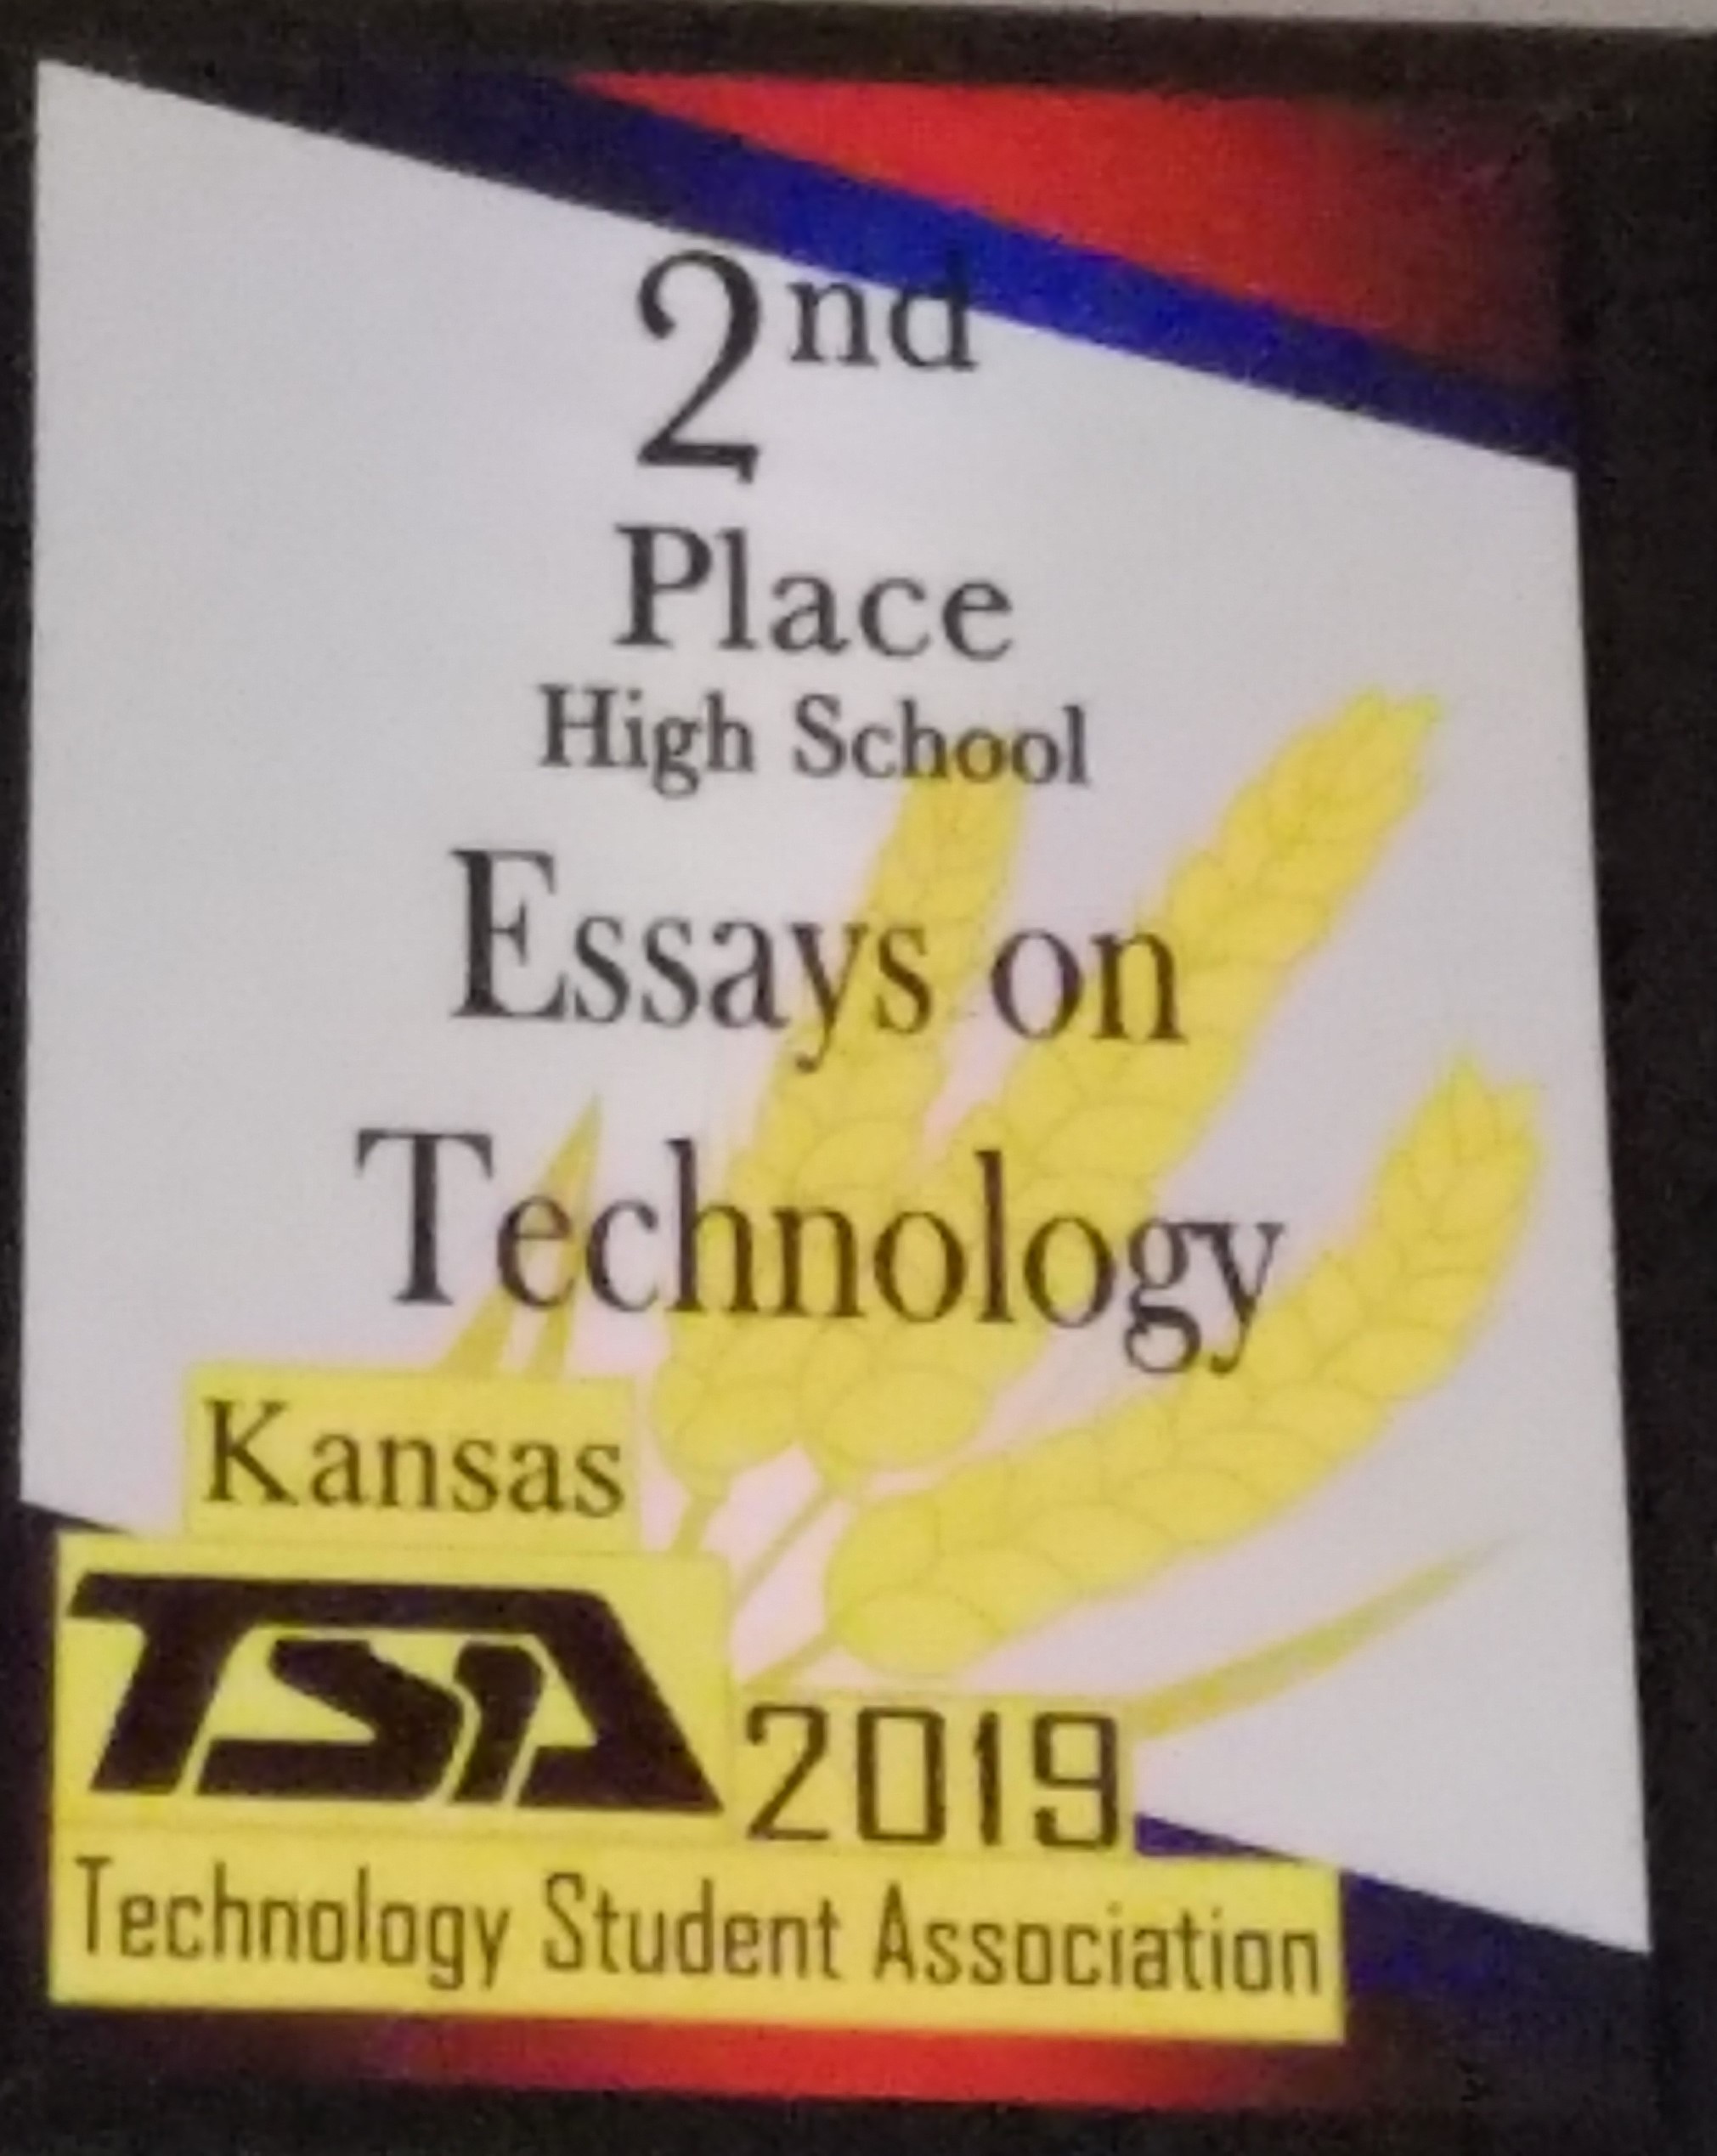 2nd
Place
High School
Essays on
Technology
Kansas
TSA 2019
Technology Student Association